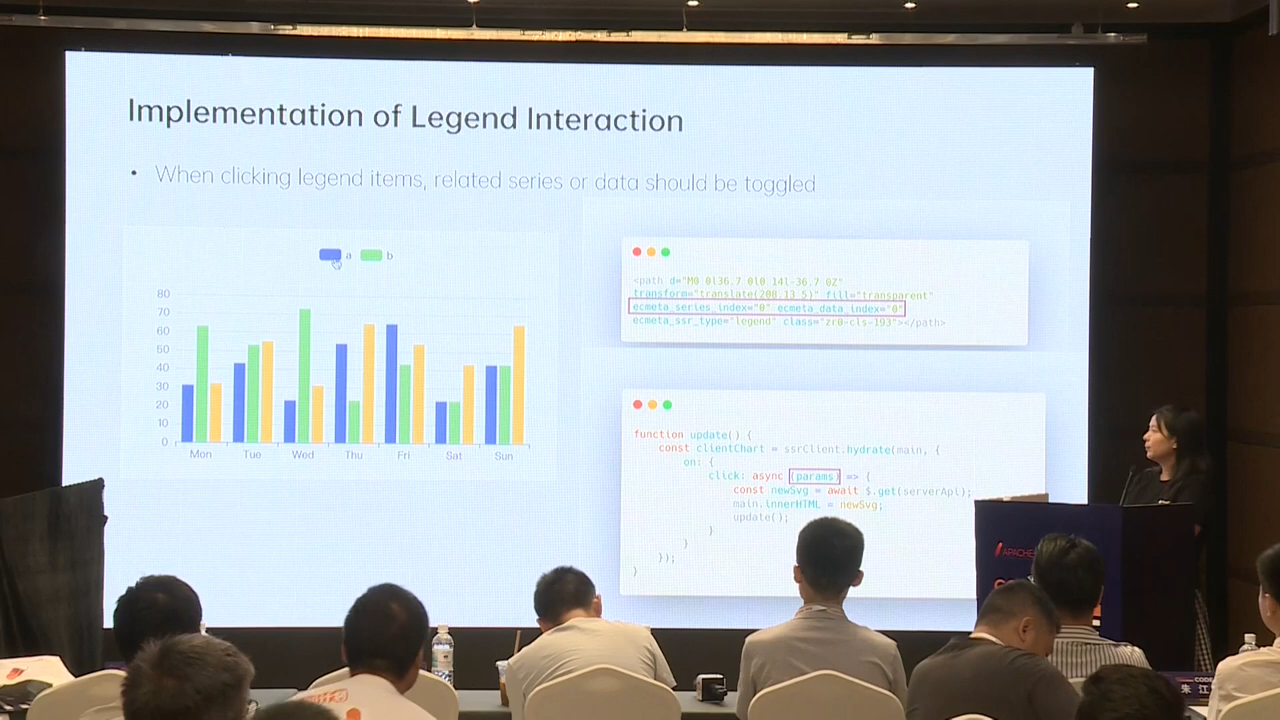 Implementation of Legend Interaction
• When clicking legend items, related series or data should be toggled
a b
80
70
60
50
40
30
20
10
0
Mon Tue Wed Thu Fri Sat Sun
<path d="M0 0l36.7 0l0 14l-36.7 0Z"
transform="translate(208.13 5)" fill="transparent"
ecmeta_series_index="0" ecmeta_data_index="0"
ecmeta_ssr_type="legend" class="zr0-cls-193"></path>
function update() {
const clientChart = ssrClient.hydrate(main, {
on: {
click: async (params) => {
const newSvg = await $.get(serverApi);
main.innerHTML = newSvg;
update();
}
}
});
}
APACHE
CODE
朱 江